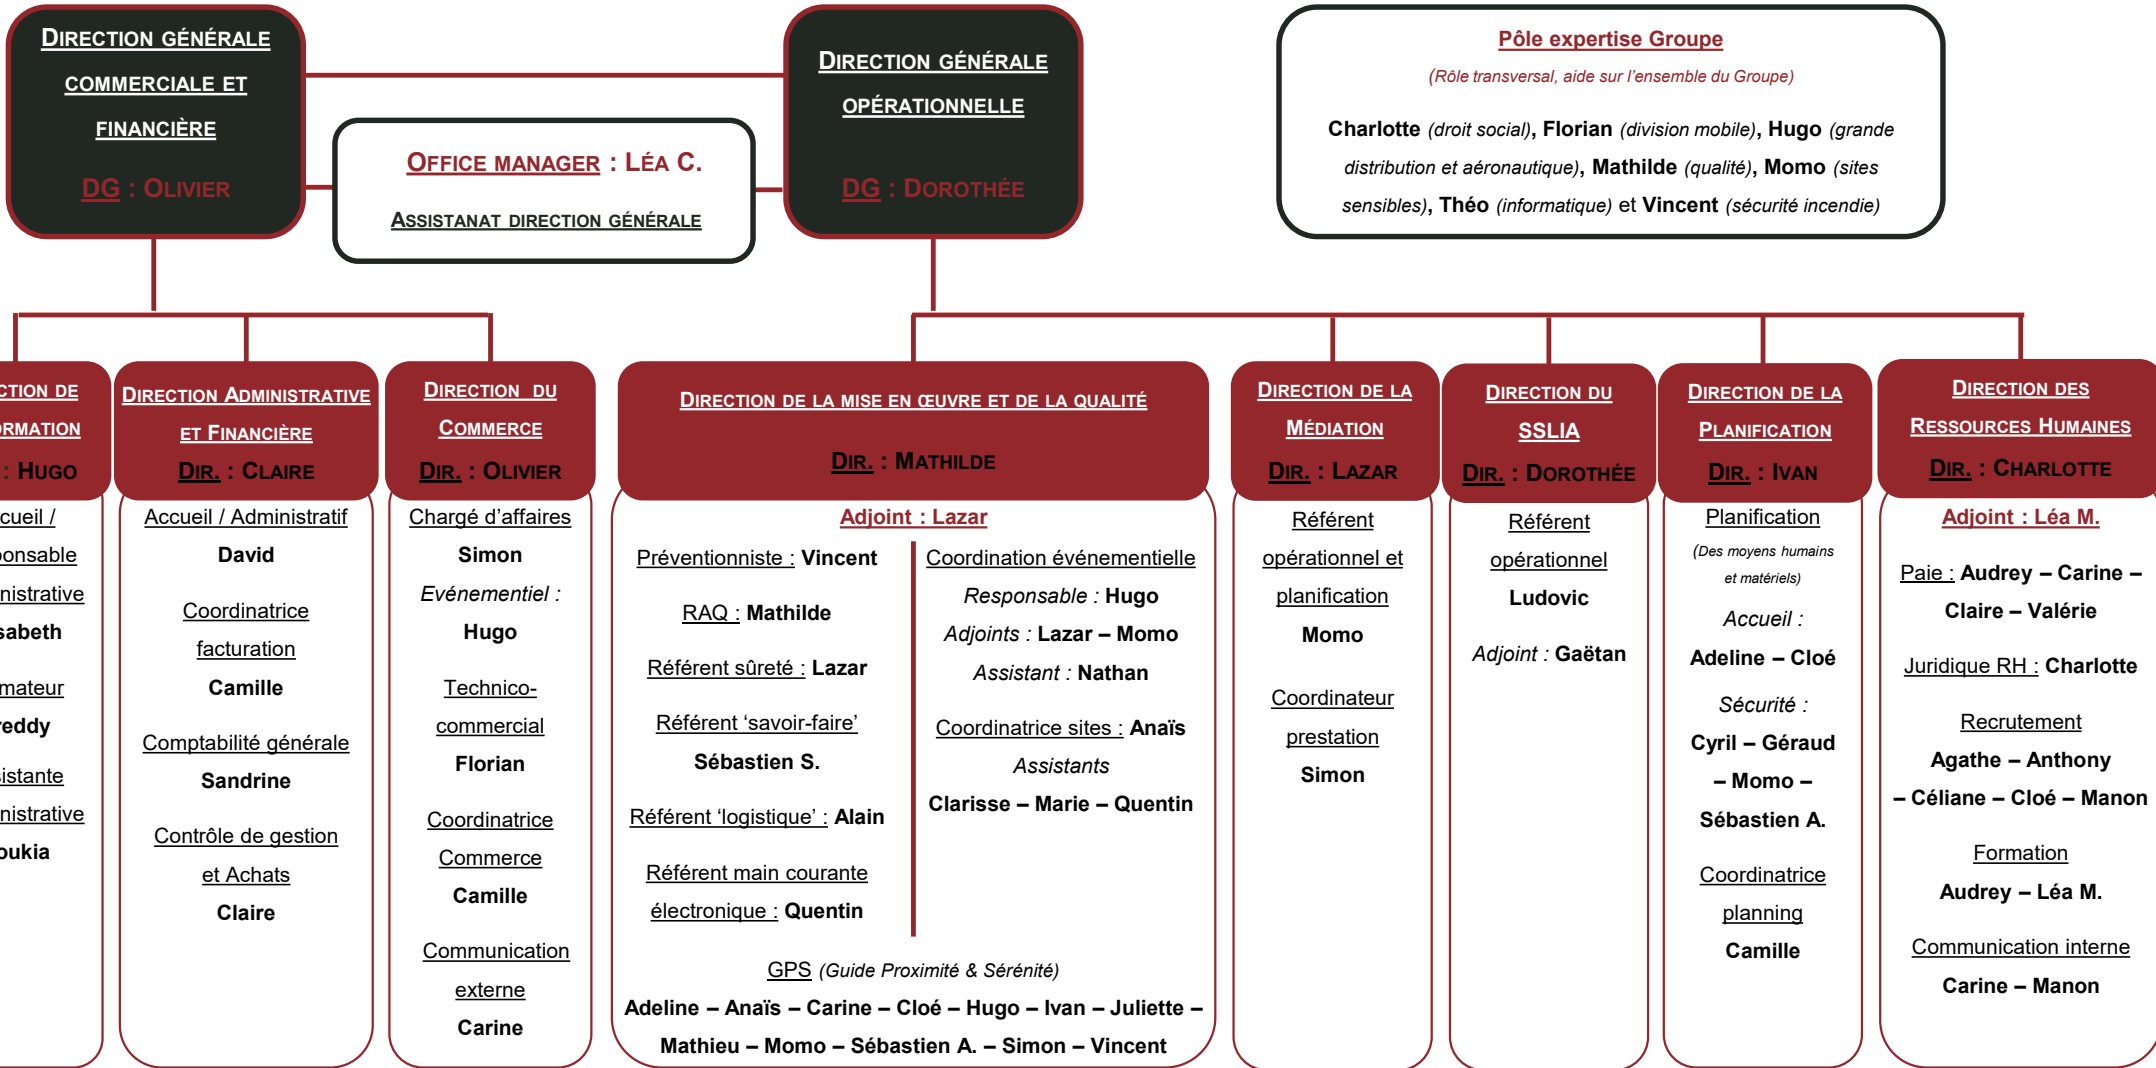 DIRECTION GÉNÉRALE
COMMERCIALE ET
FINANCIÈRE
DG : OLIVIER
OFFICE MANAGER : LÉA C.
ASSISTANAT DIRECTION GÉNÉRALE
DIRECTION GÉNÉRALE
OPÉRATIONNELLE
DG : DOROTHÉE
Pôle expertise Groupe
(Rôle transversal, aide sur l'ensemble du Groupe)
Charlotte (droit social), Florian (division mobile), Hugo (grande
distribution et aéronautique), Mathilde (qualité), Momo (sites
sensibles), Théo (informatique) et Vincent (sécurité incendie)
DE
: HUGO
DIRECTION ADMINISTRATIVE
ET FINANCIÈRE
DIR. : CLAIRE
Accueil / Administratif
David
Coordinatrice
facturation
Camille
Comptabilité générale
Sandrine
Contrôle de gestion
et Achats
Claire
DIRECTION DU
COMMERCE
DIR. : OLIVIER
Chargé d'affaires
Simon
Evénementiel :
Hugo
Technico-
commercial
Florian
Coordinatrice
Commerce
Camille
Communication
externe
Carine
DIRECTION DE LA MISE EN ŒUVRE ET DE LA QUALITÉ
DIR. : MATHILDE
Adjoint : Lazar
Préventionniste : Vincent
RAQ : Mathilde
Référent sûreté : Lazar
Référent ‘savoir-faire’
Sébastien S.
Référent ‘logistique’ : Alain
Référent main courante
électronique : Quentin
Coordination événementielle
Responsable : Hugo
Adjoints : Lazar – Momo
Assistant : Nathan
Coordinatrice sites : Anaïs
Assistants
Clarisse – Marie – Quentin
GPS (Guide Proximité & Sérénité)
Adeline – Anaïs – Carine – Cloé – Hugo – Ivan – Juliette –
Mathieu – Momo – Sébastien A. – Simon – Vincent
DIRECTION DE LA
MÉDIATION
DIR. : LAZAR
Référent
opérationnel et
planification
Momo
Coordinateur
prestation
Simon
DIRECTION DU
SSLIA
DIR. : DOROTHÉE
Référent
opérationnel
Ludovic
Adjoint : Gaëtan
DIRECTION DE LA
PLANIFICATION
DIR. : IVAN
Planification
(Des moyens humains
et matériels)
Accueil :
Adeline – Cloé
Sécurité :
Cyril – Géraud
– Momo –
Sébastien A.
Coordinatrice
planning
Camille
DIRECTION DES
RESSOURCES HUMAINES
DIR. : CHARLOTTE
Adjoint : Léa M.
Paie : Audrey – Carine –
Claire – Valérie
Juridique RH : Charlotte
Recrutement
Agathe – Anthony
– Céliane – Cloé – Manon
Formation
Audrey – Léa M.
Communication interne
Carine – Manon